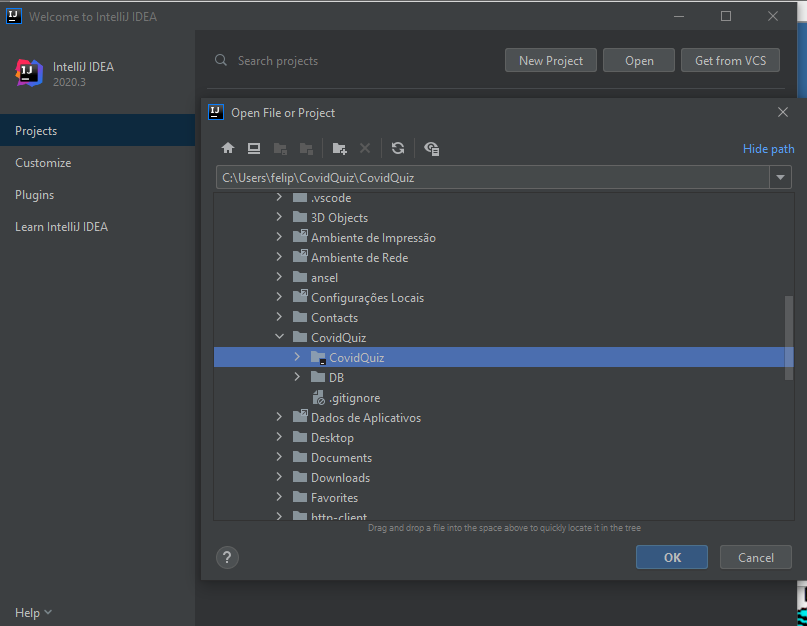 Welcome to IntelliJ IDEA
IntelliJ IDEA
2020.3
Search projects
New Project
Open
Get from VCS
Projects
Customize
Plugins
Learn IntelliJ IDEA
Open File or Project
Hide path
C:\Users\felip\CovidQuiz\CovidQuiz
.vscode
3D Objects
Ambiente de Impressão
Ambiente de Rede
ansel
Configurações Locais
Contacts
CovidQuiz
CovidQuiz
DB
.gitignore
Dados de Aplicativos
Desktop
Documents
Downloads
Favorites
http-client
Drag and drop a file into the space above to quickly locate it in the tree
?
OK
Cancel
Help